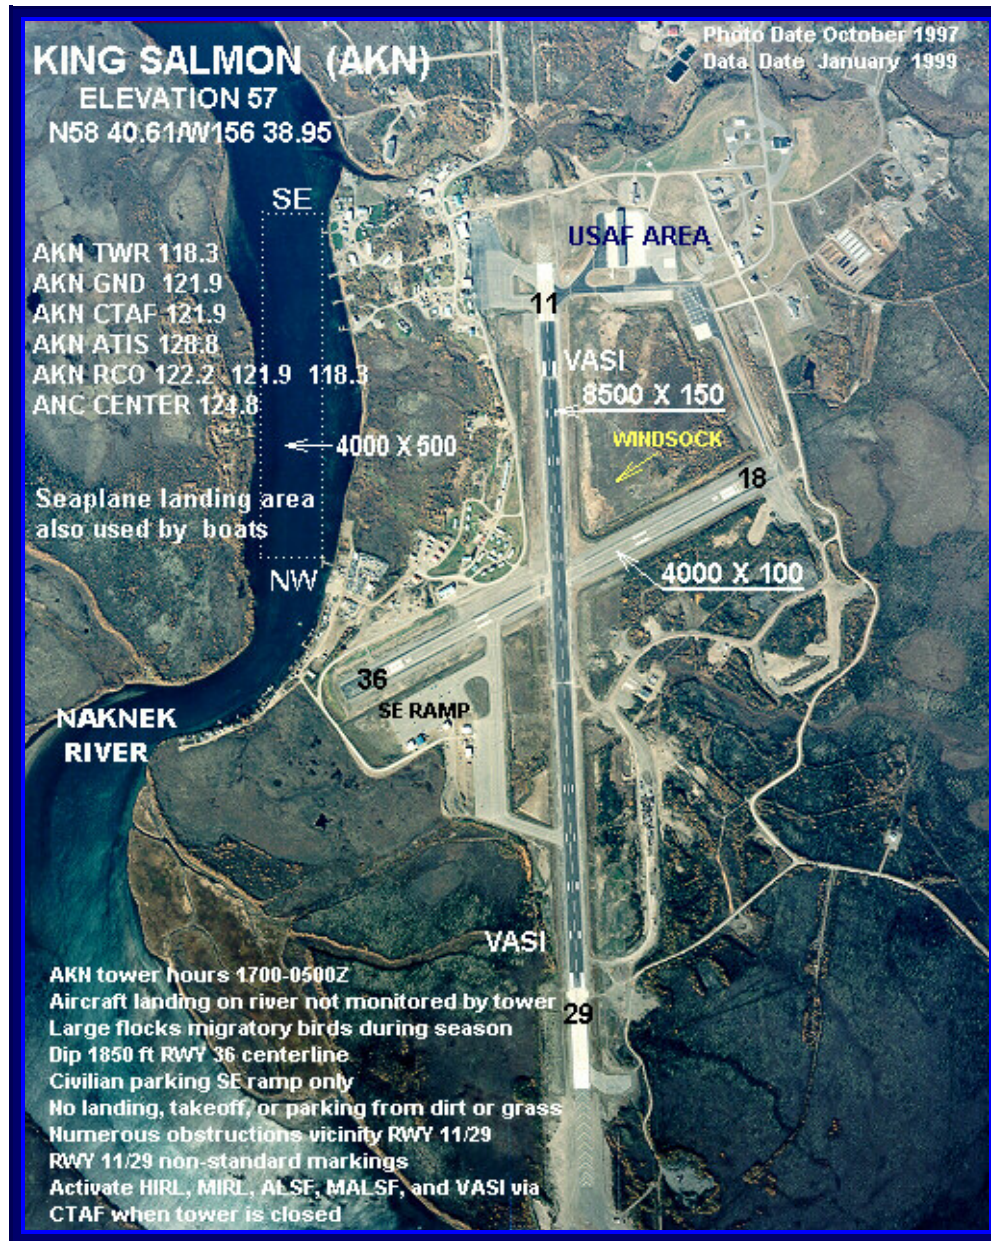 KING SALMON (AKN)
ELEVATION 57
N58 40.61/W156 38.95
Photo Date October 1997
Data Date January 1999
SE
AKN TWR 118.3
AKN GND 121.9
AKN CTAF 121.9
AKN ATIS 128.8
AKN RCO 122.2 121.9 118.3
ANC CENTER 124.8
USAF AREA
11
VASI
8500 X 150
4000 X 500
WINDSOCK
18
Seaplane landing area
also used by boats
NW
4000 X 100
36
SE RAMP
NAKNEK
RIVER
VASI
29
AKN tower hours 1700-0500Z
Aircraft landing on river not monitored by tower
Large flocks migratory birds during season
Dip 1850 ft RWY 36 centerline
Civilian parking SE ramp only
No landing, takeoff, or parking from dirt or grass
Numerous obstructions vicinity RWY 11/29
RWY 11/29 non-standard markings
Activate HIRL, MIRL, ALSF, MALSF, and VASI via
CTAF when tower is closed